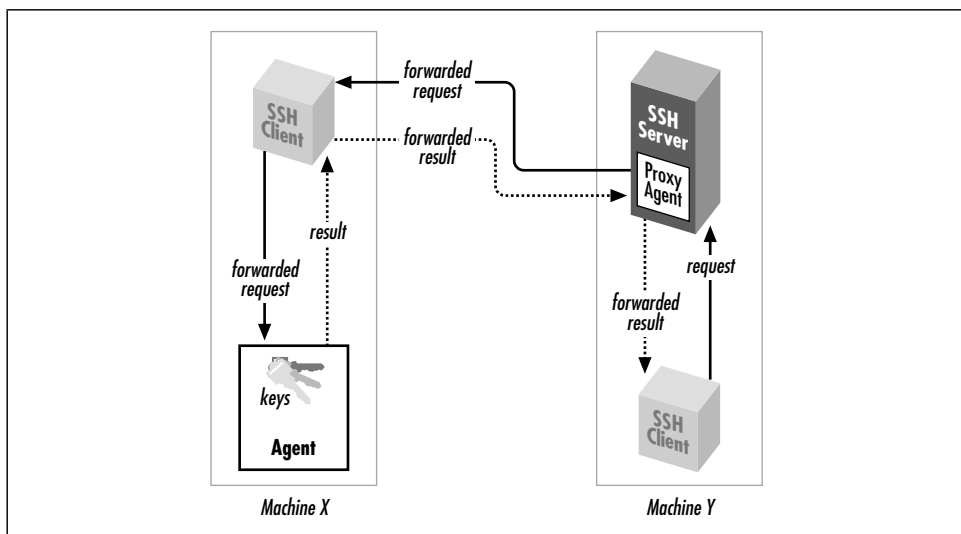 forwarded
request
SSH
Client
forwarded
result
SSH
Server
Proxy
Agent
result
forwarded
request
request
forwarded
result
keys
Agent
SSH
Client
Machine X
Machine Y